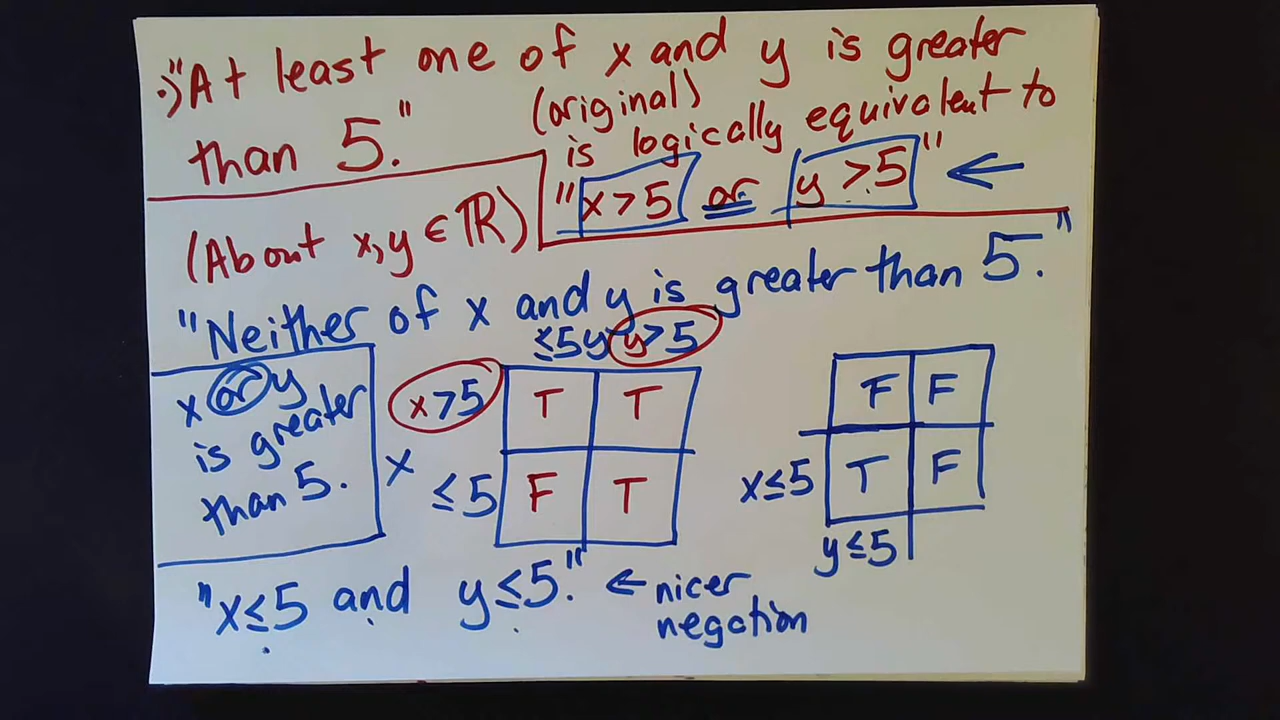 :) "At least one of x and y is greater
than 5." (original)
is logically equivalent to
"x>5 or y>5" ←
(About x,y ∈ ℝ)
"Neither of x and y is greater than 5."
x or y
is greater
than 5.
≤5 y y>5
x>5 T T
x ≤5 F T
F F
x≤5 T F
y≤5
"x≤5 and y≤5." ← nicer
negation